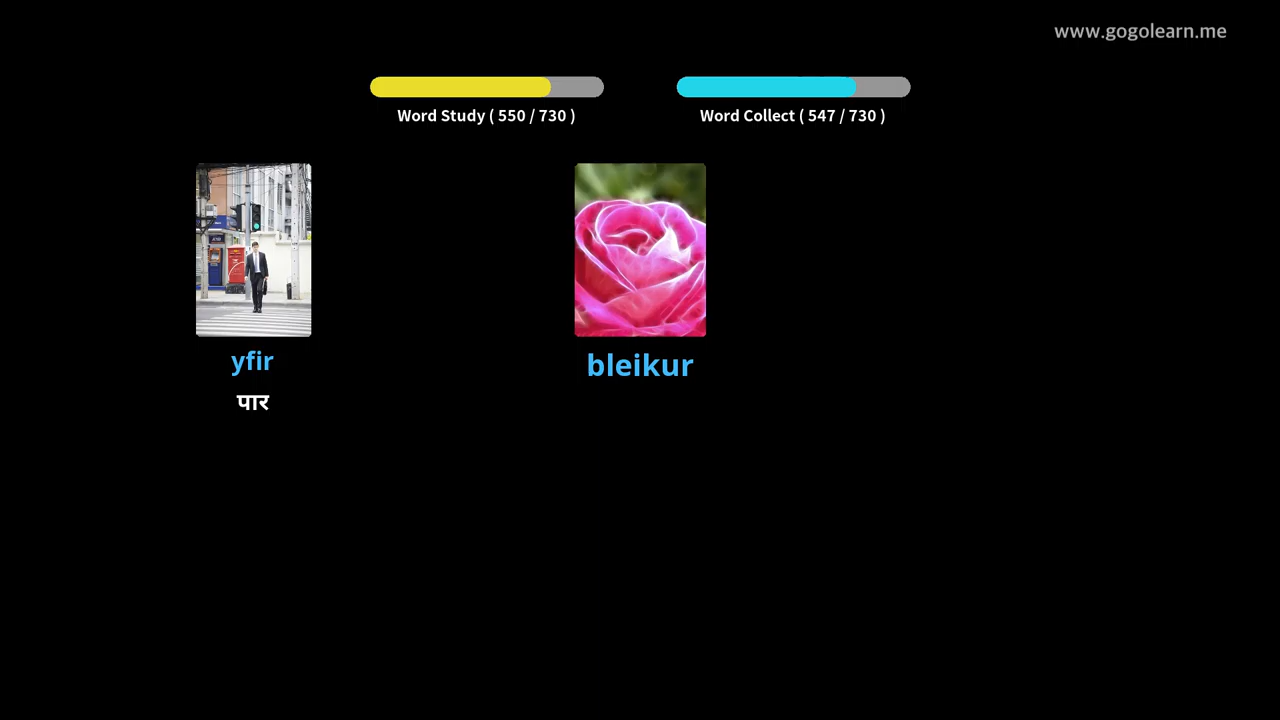 www.gogolearn.me
Word Study ( 550 / 730 )
Word Collect ( 547 / 730 )
yfir
bleikur
पार